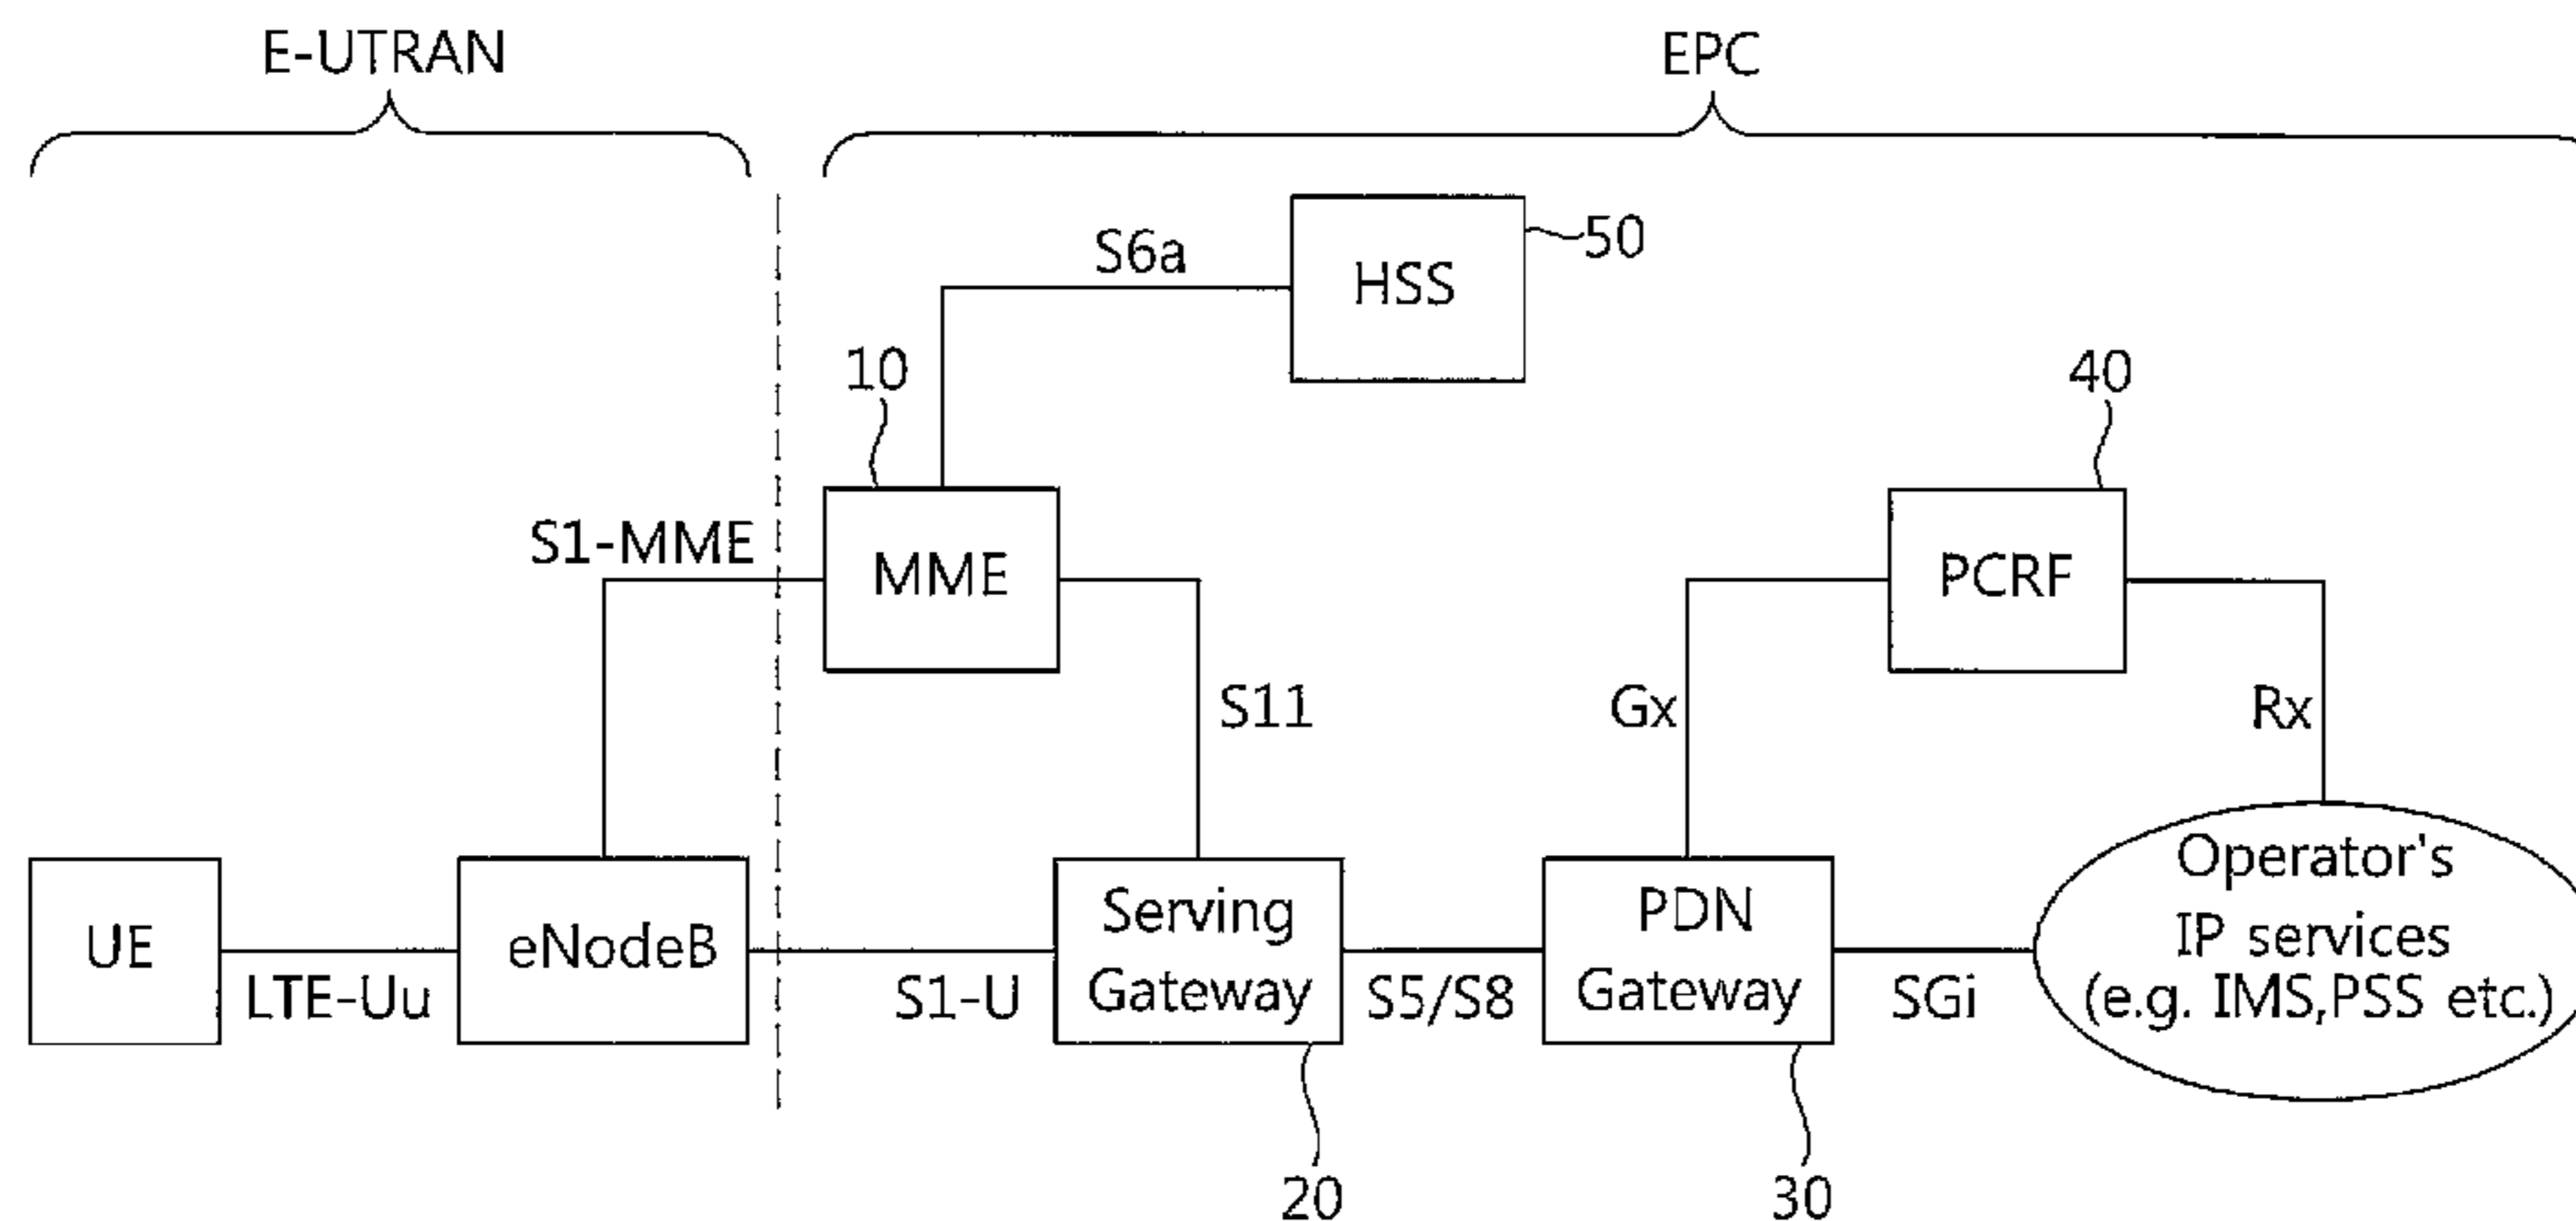 E-UTRAN
EPC
S6a
HSS
50
10
40
S1-MME
MME
PCRF
S11
Gx
Rx
UE
LTE-Uu
eNodeB
S1-U
Serving
Gateway
S5/S8
PDN
Gateway
SGi
Operator's
IP services
(e.g. IMS,PSS etc.)
20
30